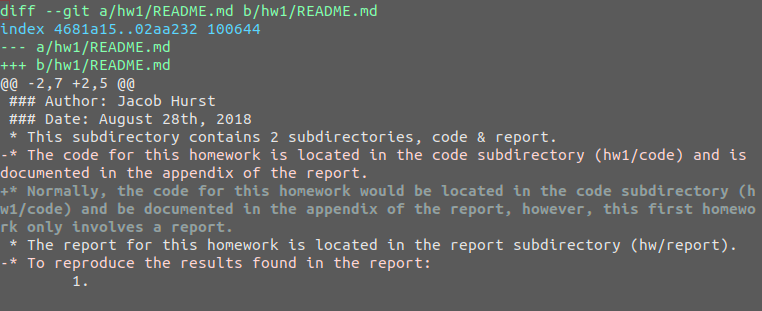 diff --git a/hw1/README.md b/hw1/README.md
index 4681a15..02aa232 100644
--- a/hw1/README.md
+++ b/hw1/README.md
@@ -2,7 +2,5 @@
 ### Author: Jacob Hurst
 ### Date: August 28th, 2018
 * This subdirectory contains 2 subdirectories, code & report.
-* The code for this homework is located in the code subdirectory (hw1/code) and is
documented in the appendix of the report.
+* Normally, the code for this homework would be located in the code subdirectory (h
w1/code) and be documented in the appendix of the report, however, this first homewo
rk only involves a report.
 * The report for this homework is located in the report subdirectory (hw/report).
-* To reproduce the results found in the report:
        1.